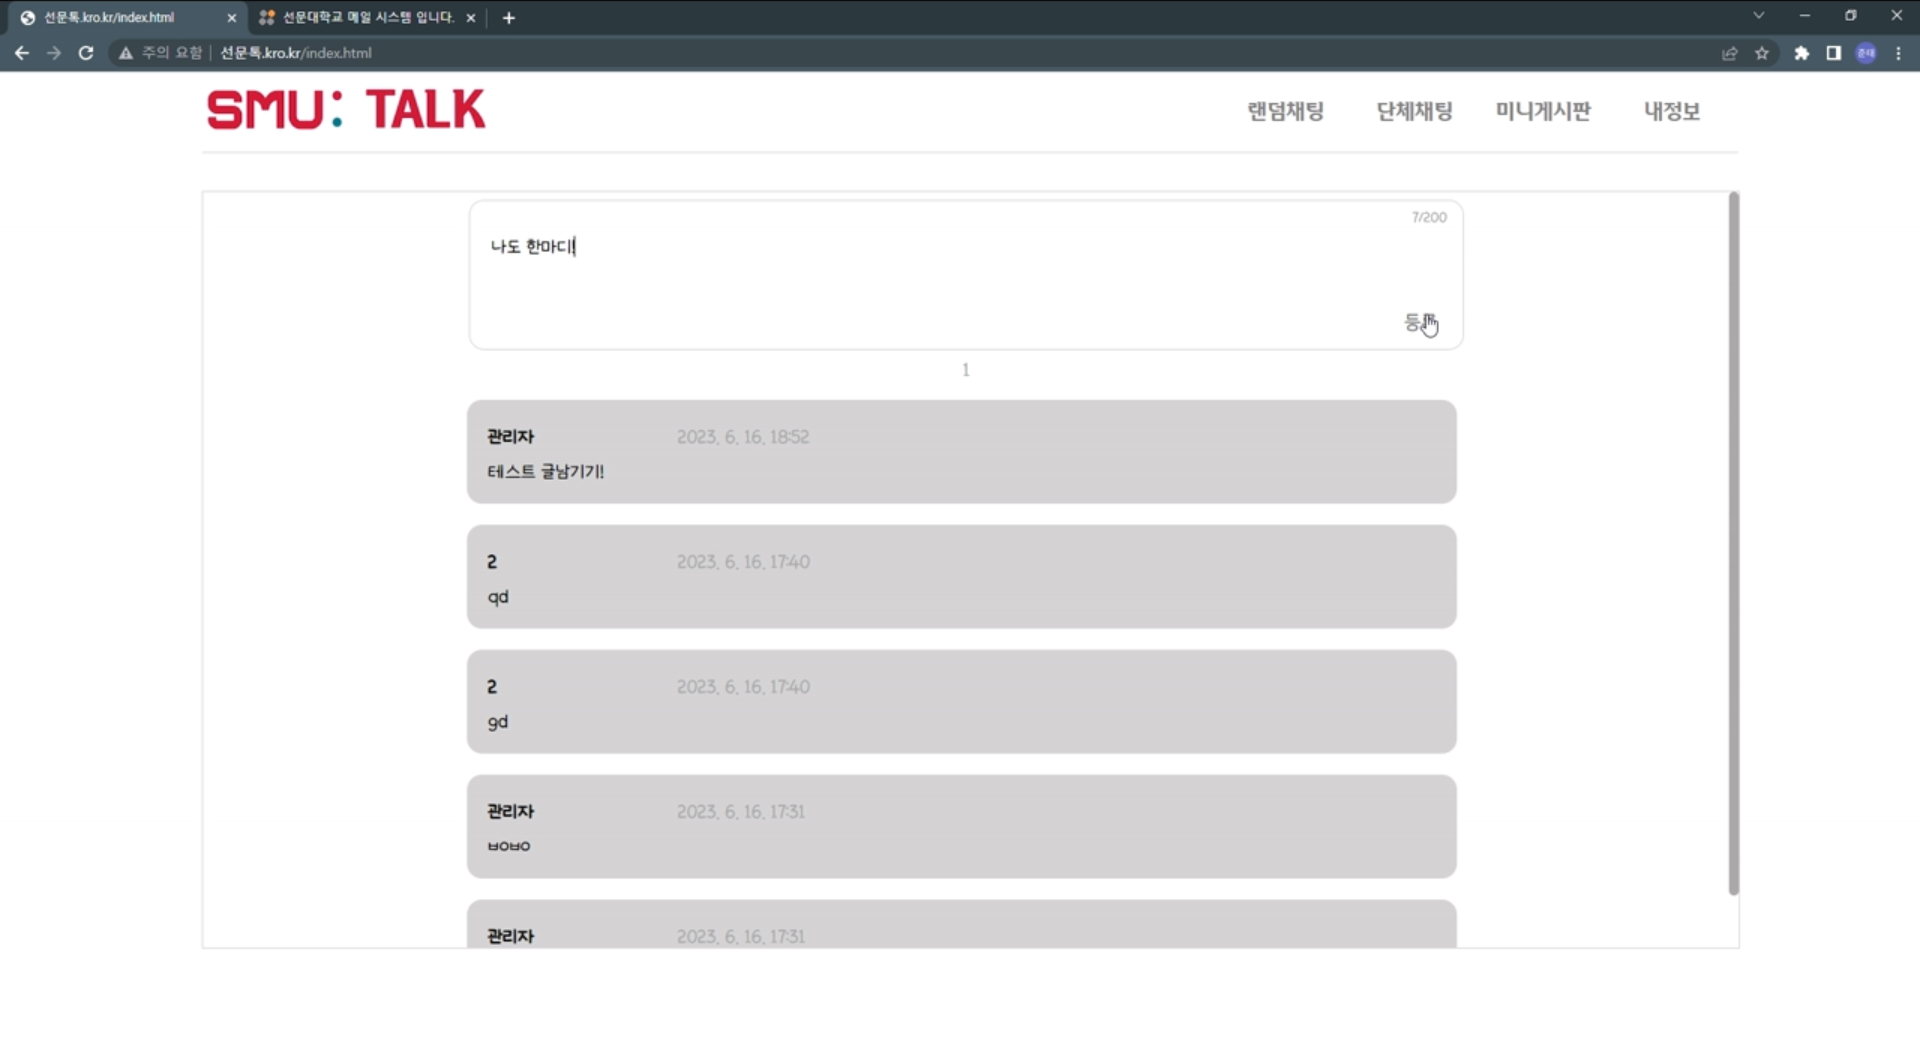 선문톡.kro.kr/index.html
선문대학교 메일 시스템 입니다.
주의 요함 | 선문톡.kro.kr/index.html
준태
SMU: TALK
랜덤채팅 단체채팅 미니게시판 내정보
7/200
나도 한마디!
1
관리자 2023. 6. 16. 18:52
테스트 글남기기!
2 2023. 6. 16. 17:40
qd
2 2023. 6. 16. 17:40
gd
관리자 2023. 6. 16. 17:31
ㅂㅇㅂㅇ
관리자 2023. 6. 16. 17:31